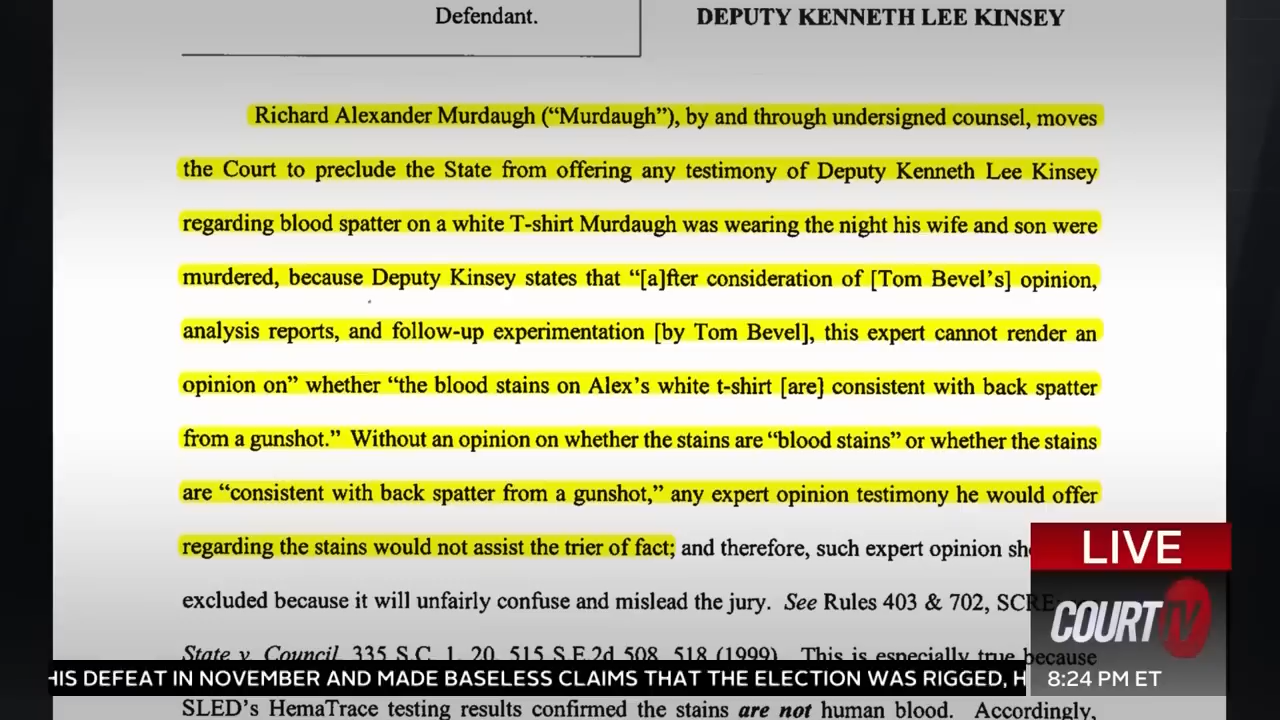 Defendant.
DEPUTY KENNETH LEE KINSEY
Richard Alexander Murdaugh (“Murdaugh”), by and through undersigned counsel, moves
the Court to preclude the State from offering any testimony of Deputy Kenneth Lee Kinsey
regarding blood spatter on a white T-shirt Murdaugh was wearing the night his wife and son were
murdered, because Deputy Kinsey states that “[a]fter consideration of [Tom Bevel’s] opinion,
analysis reports, and follow-up experimentation [by Tom Bevel], this expert cannot render an
opinion on” whether “the blood stains on Alex’s white t-shirt [are} consistent with back spatter
from a gunshot.” Without an opinion on whether the stains are “blood stains” or whether the stains
are “consistent with back spatter from a gunshot,” any expert opinion testimony he would offer
regarding the stains would not assist the trier of fact; and therefore, such expert opinion
excluded because it will unfairly confuse and mislead the jury. See Rules 403 & 702, SCRE
State v. Council, 335 S.C. 1, 20, 515 S.E.2d 508, 518 (1999). This is especially true because
SLED’s HemaTrace testing results confirmed the stains are not human blood. Accordingly,
LIVE
COURT TV
8:24 PM ET
HIS DEFEAT IN NOVEMBER AND MADE BASELESS CLAIMS THAT THE ELECTION WAS RIGGED,